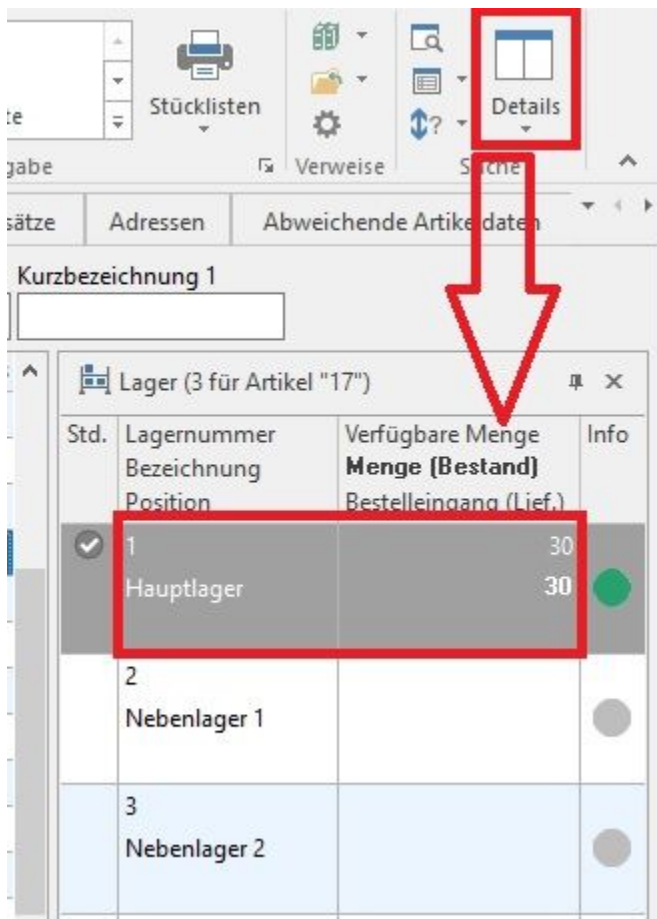 Stücklisten
Details
gabe
Verweise
Suche
sätze
Adressen
Abweichende Artikeldaten
Kurzbezeichnung 1
Lager (3 für Artikel "17")
Std.
Lagernummer
Bezeichnung
Position
Verfügbare Menge
Menge (Bestand)
Bestelleingang (Lief.)
Info
1
Hauptlager
30
30
2
Nebenlager 1
3
Nebenlager 2